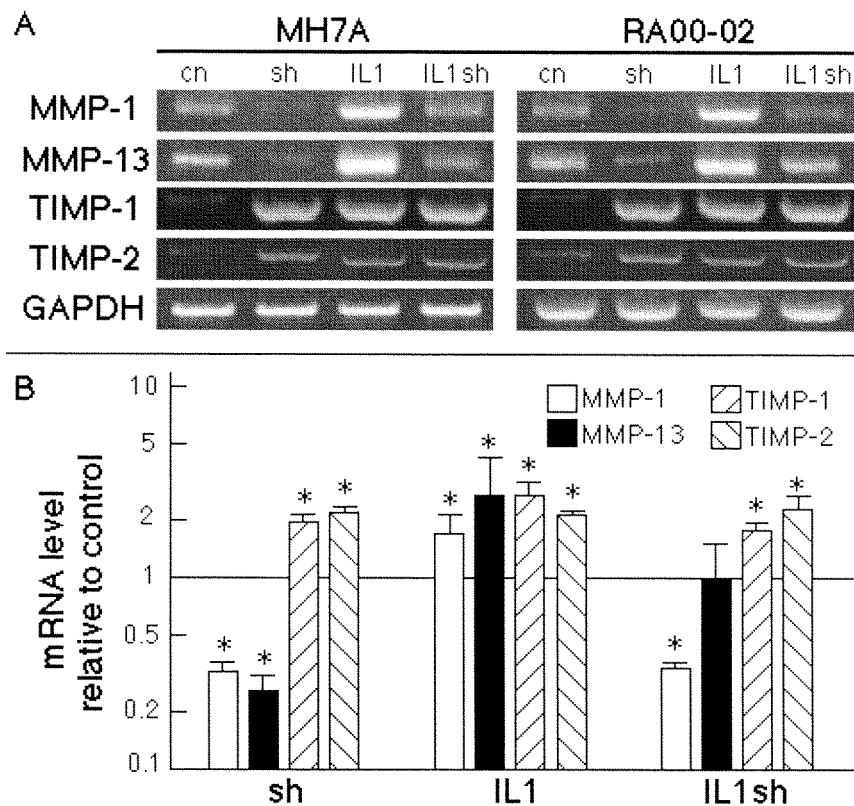 A
MH7A RA00-02
cn sh IL1 IL1sh cn sh IL1 IL1sh
MMP-1
MMP-13
TIMP-1
TIMP-2
GAPDH
B
mRNA level
relative to control
10
5
2
1
0.5
0.2
0.1
MMP-1 TIMP-1
MMP-13 TIMP-2
* * * * * * * * *
sh IL1 IL1sh